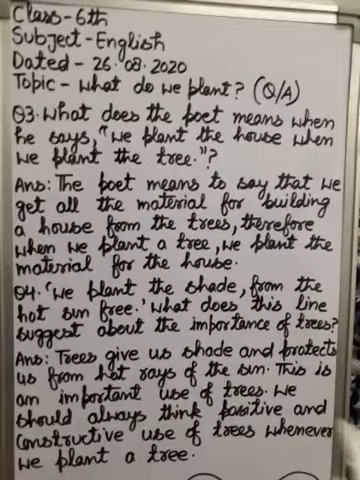 Class-6th
Subject-English
Dated - 26.08.2020
Topic - What do we plant? (Q/A)
Q3. What does the poet means when
he says, "We plant the house when
we plant the tree."?
Ans: The poet means to say that we
get all the material for building
a house from the trees, therefore
when we plant a tree, we plant the
material for the house.
Q4. 'We plant the shade, from the
hot sun free.' What does this line
suggest about the importance of trees?
Ans: Trees give us shade and protects
us from hot rays of the sun. This is
an important use of trees. We
should always think positive and
constructive use of trees whenever
we plant a tree.